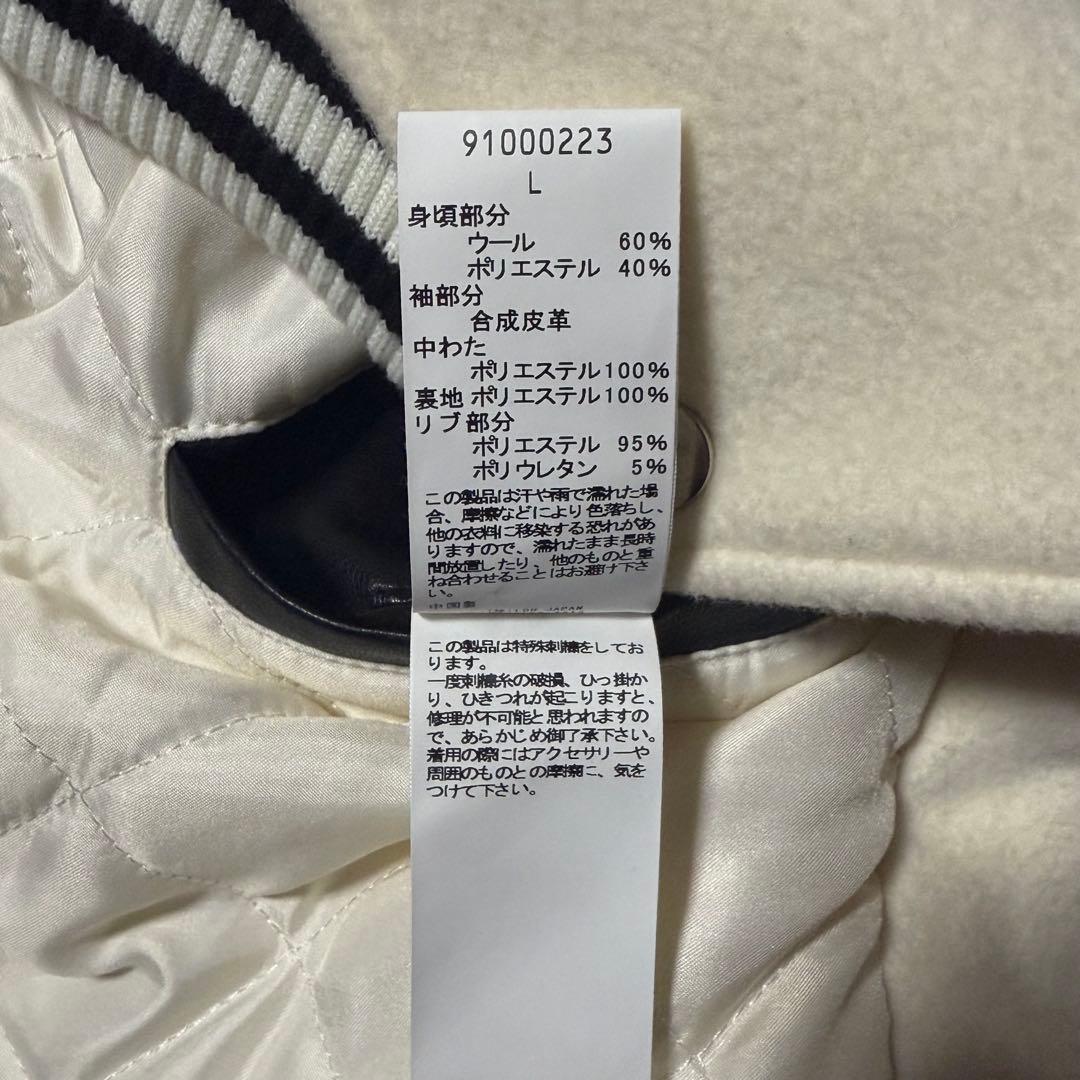 91000223
L
身頃部分
ウール 60%
ポリエステル 40%
袖部分
合成皮革
中わた
ポリエステル100%
裏地 ポリエステル100%
リブ部分
ポリエステル 95%
ポリウレタン 5%
この製品は汗や雨で濡れた場
合、摩擦などにより色落ちし、
他の衣料に移染する恐れがあ
りますので、濡れたまま長時
間放置したり、他のものと重
ね合わせることはお避け下さ
い。
中国製
この製品は特殊刺繍をしてお
ります。
一度刺繍糸の破損、ひっ掛か
り、ひきつれが起こりますと、
修理が不可能と思われますの
で、あらかじめ御了承下さい。
着用の際にはアクセサリーや
周囲のものとの摩擦に、気を
つけて下さい。